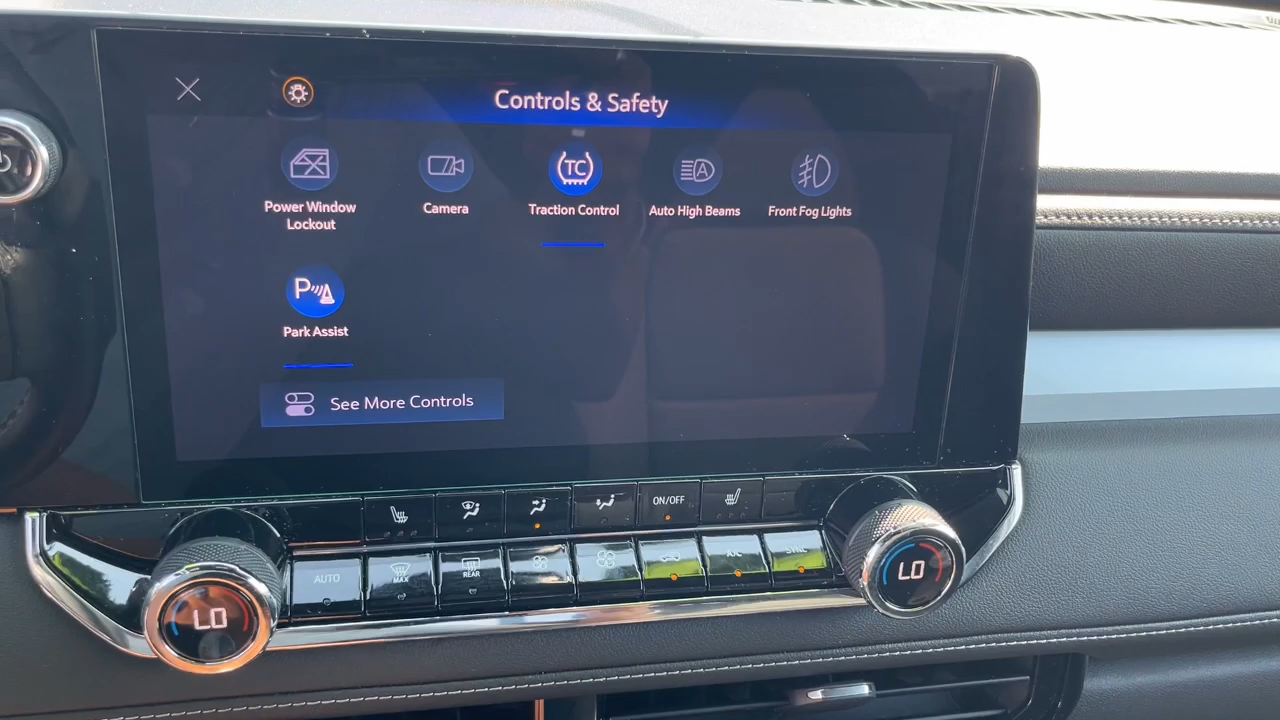 Controls & Safety
Power Window
Lockout
Camera
TC
Traction Control
A
Auto High Beams
Front Fog Lights
P
Park Assist
See More Controls
ON/OFF
AUTO
MAX
REAR
A/C
SYNC
LO
LO